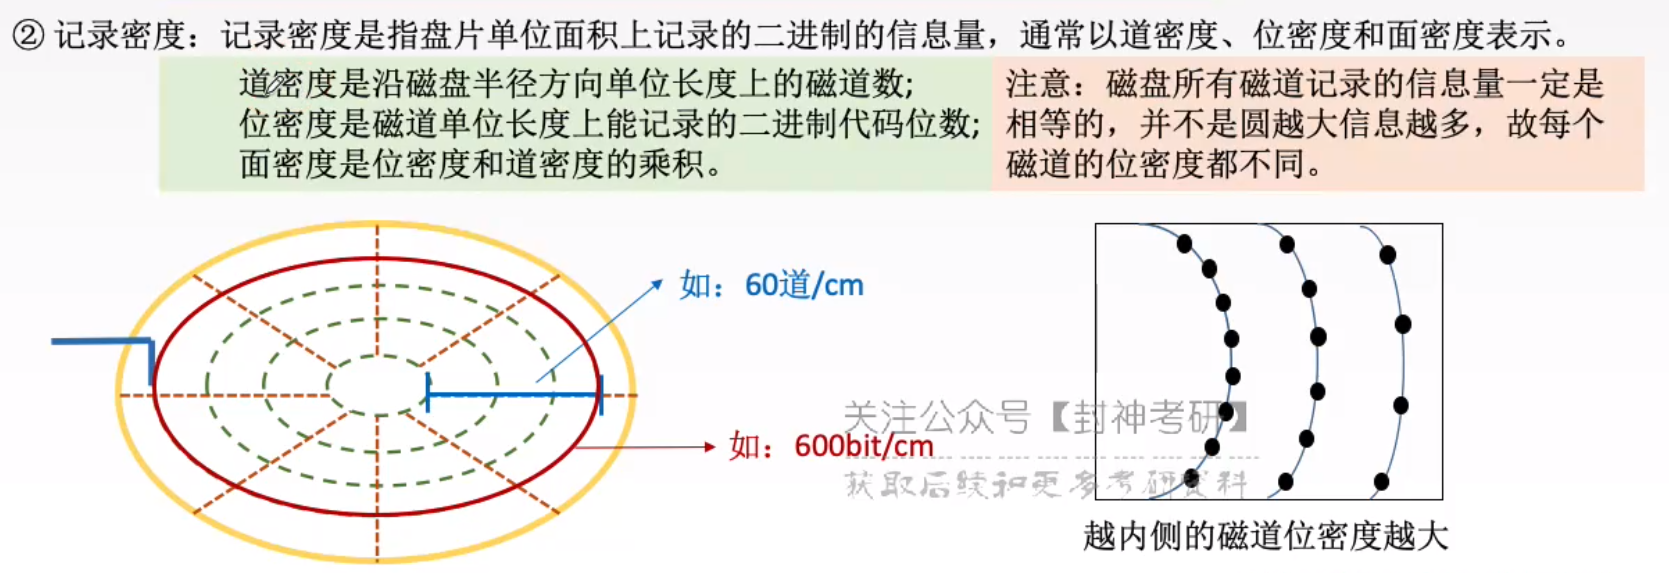 ② 记录密度：记录密度是指盘片单位面积上记录的二进制的信息量，通常以道密度、位密度和面密度表示。
道密度是沿磁盘半径方向单位长度上的磁道数；
位密度是磁道单位长度上能记录的二进制代码位数；
面密度是位密度和道密度的乘积。
注意：磁盘所有磁道记录的信息量一定是
相等的，并不是圆越大信息越多，故每个
磁道的位密度都不同。
如：60道/cm
如：600bit/cm
关注公众号【封神考研】
获取后续和更多考研资料
越内侧的磁道位密度越大